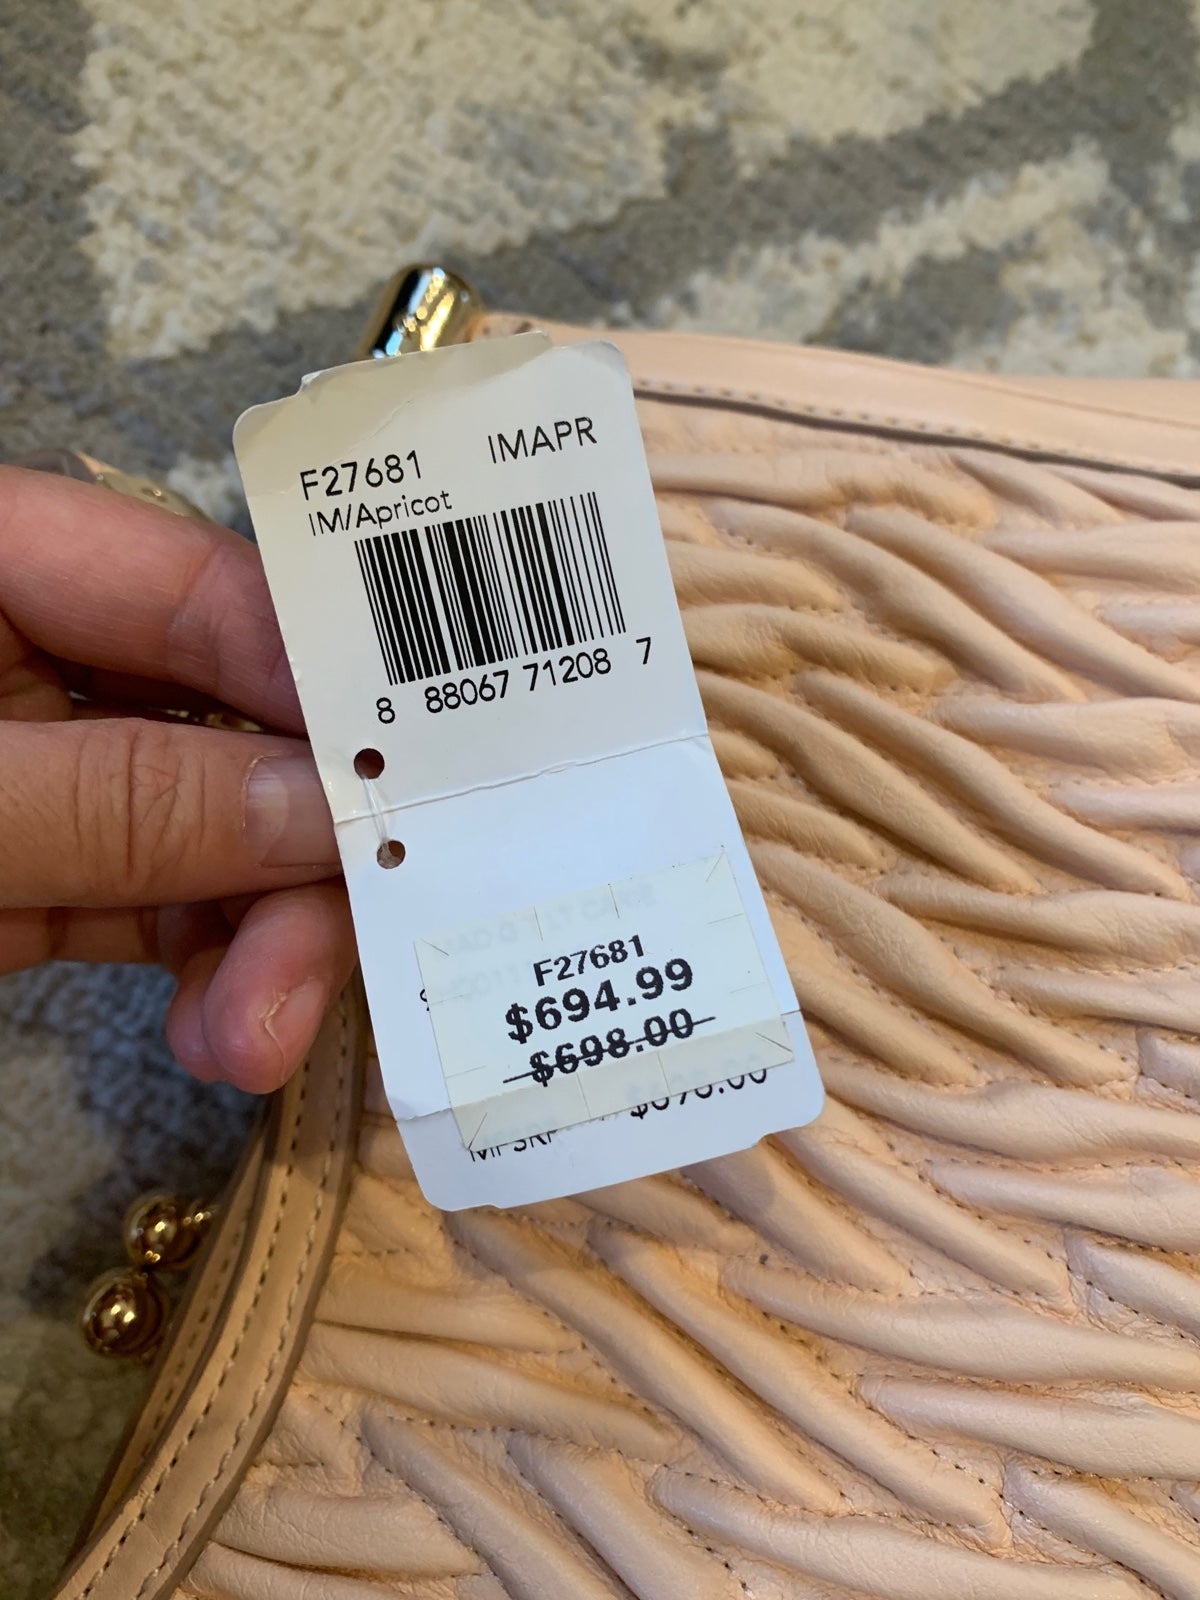 F27681 IMAPR
IM/Apricot
8 88067 71208 7
F27681
$694.99
$698.00